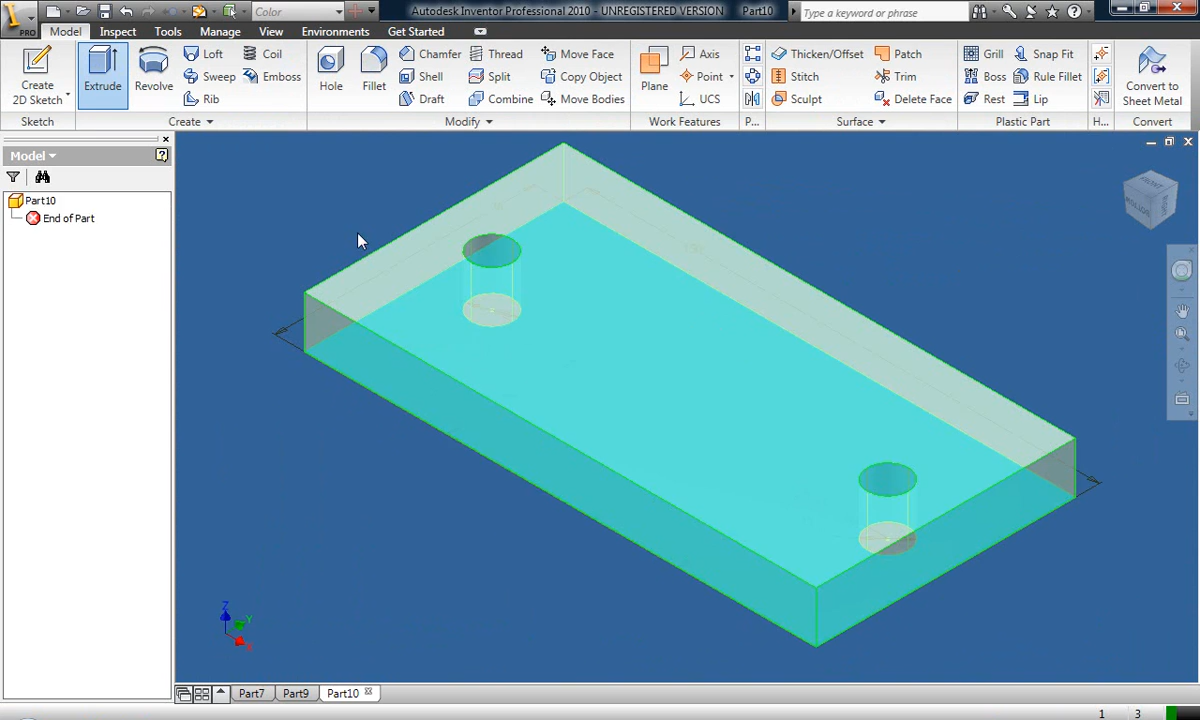 Color
Autodesk Inventor Professional 2010 - UNREGISTERED VERSION Part10
Type a keyword or phrase
PRO
Model Inspect Tools Manage View Environments Get Started
Create 2D Sketch
Extrude
Revolve
Loft
Sweep
Rib
Coil
Emboss
Hole
Fillet
Chamfer
Shell
Draft
Thread
Split
Combine
Move Face
Copy Object
Move Bodies
Plane
Axis
Point
UCS
Thicken/Offset
Stitch
Sculpt
Patch
Trim
Delete Face
Grill
Boss
Rest
Snap Fit
Rule Fillet
Lip
Convert to Sheet Metal
Sketch Create Modify Work Features P... Surface Plastic Part H... Convert
Model
Part10
End of Part
FRONT
Z
Y
X
Part7 Part9 Part10
1 3